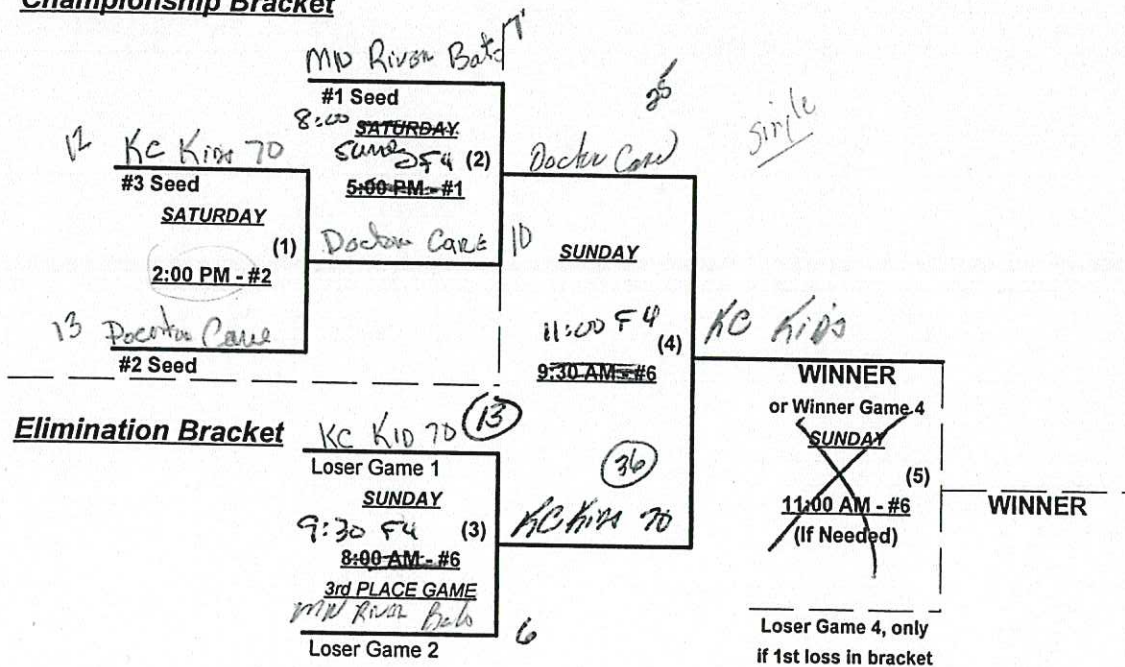 Championship Bracket
MN River Bats 7
#1 Seed
8:00 SATURDAY
F4 (2)
5:00 PM - #1
12 KC Kids 70
#3 Seed
SATURDAY
(1)
2:00 PM - #2
13 Doctor Care
#2 Seed
Doctor Care 10
Doctor Care
Single
SUNDAY
11:00 F4
(4)
9:30 AM - #6
KC Kids
WINNER
or Winner Game 4
SUNDAY
(5)
11:00 AM - #6
(If Needed)
WINNER
Loser Game 4, only
if 1st loss in bracket
Elimination Bracket
KC KID 70 13
Loser Game 1
SUNDAY
9:30 F4 (3)
8:00 AM - #6
3rd PLACE GAME
MN River Bats 6
Loser Game 2
36
KC Kids 70